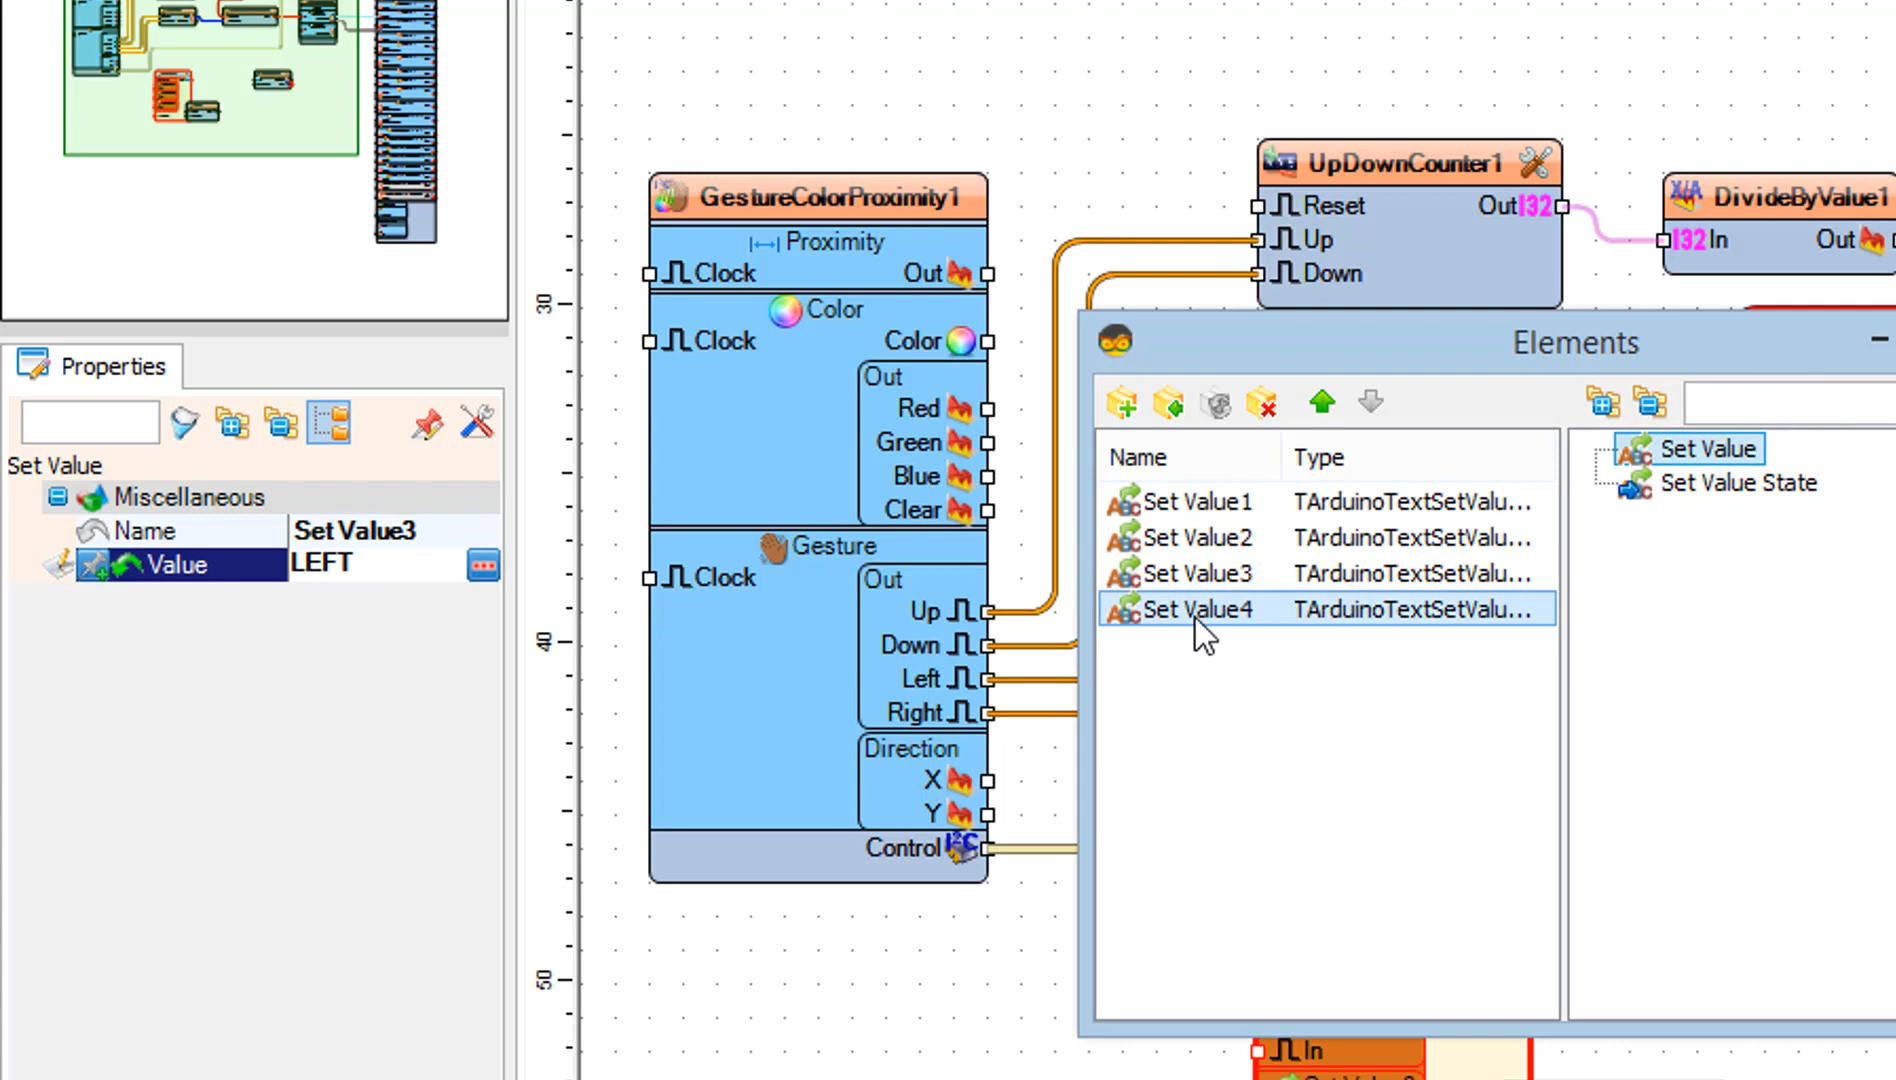 Properties
Set Value
Miscellaneous
Name Set Value3
Value LEFT
30
40
50
GestureColorProximity1
Proximity
Clock Out
Color
Clock Color
Out
Red
Green
Blue
Clear
Gesture
Clock Out
Up
Down
Left
Right
Direction
X
Y
Control I2C
UpDownCounter1
Reset Out I32
Up
Down
DivideByValue1
I32 In Out
Elements
Name Type
Set Value1 TArduinoTextSetValu...
Set Value2 TArduinoTextSetValu...
Set Value3 TArduinoTextSetValu...
Set Value4 TArduinoTextSetValu...
Set Value
Set Value State
In